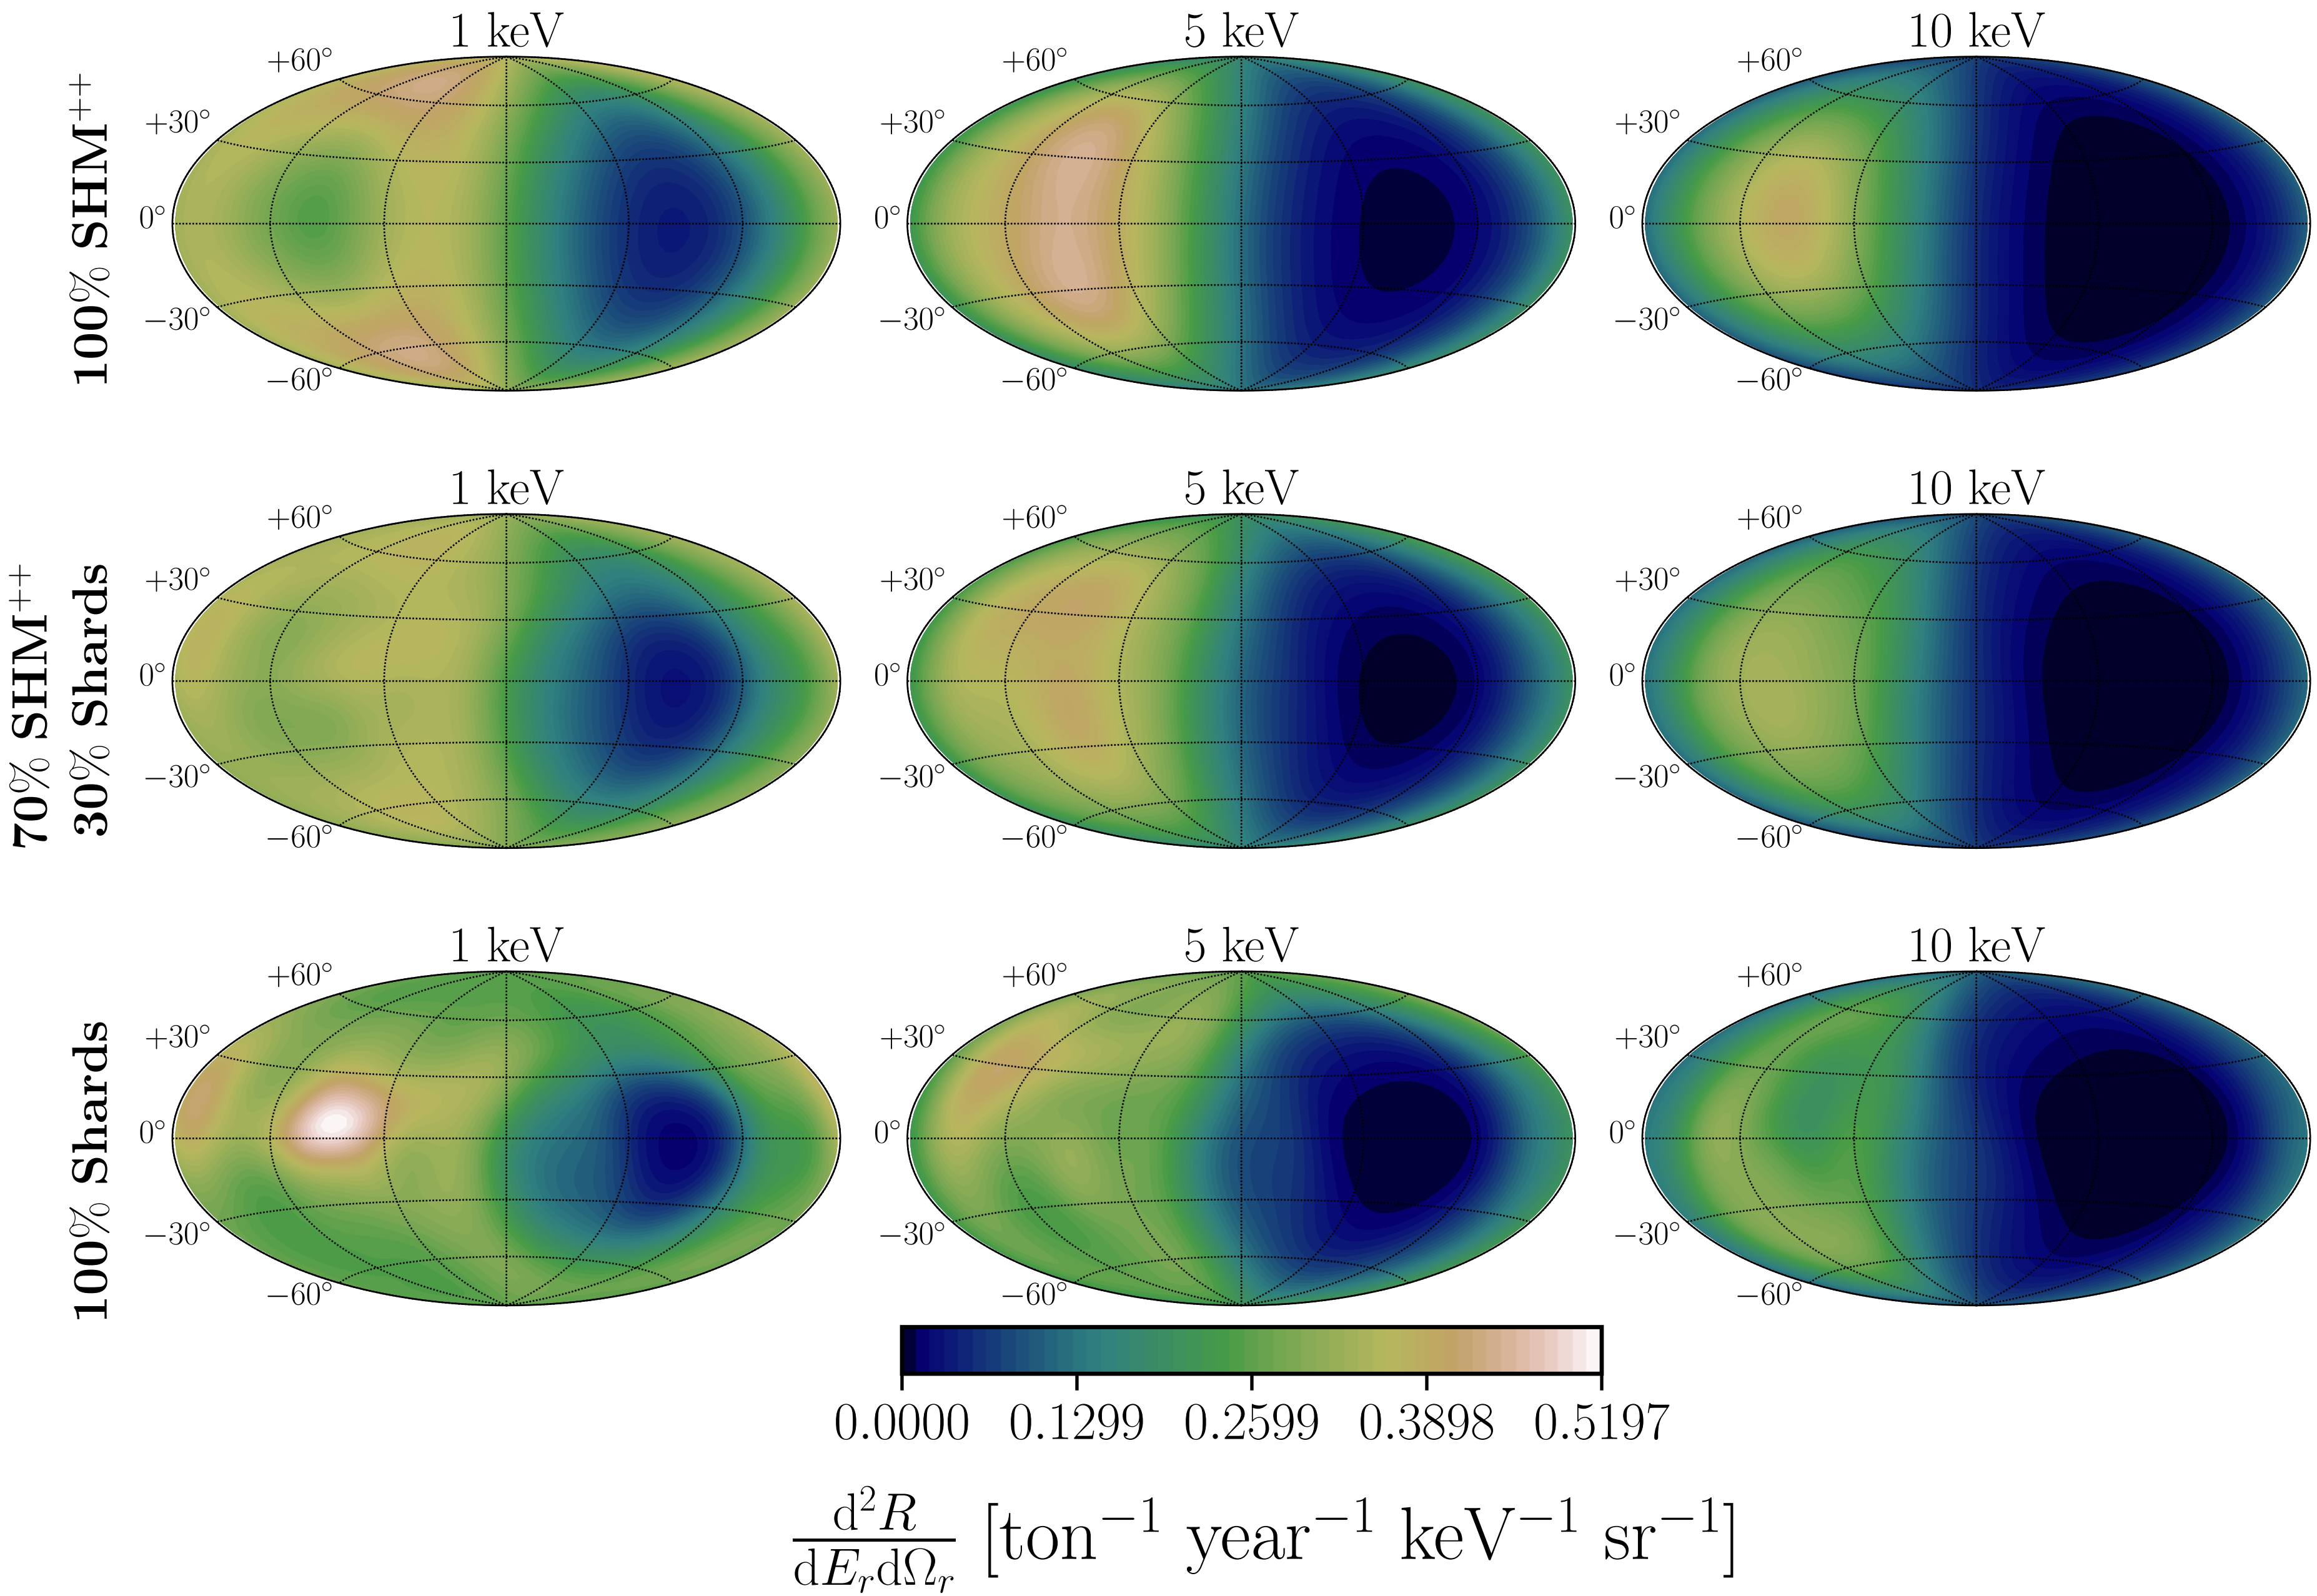 1 keV 5 keV 10 keV
100% SHM⁺⁺
+60° +60° +60°
+30° +30° +30°
0° 0° 0°
−30° −30° −30°
−60° −60° −60°
1 keV 5 keV 10 keV
70% SHM⁺⁺
30% Shards
+60° +60° +60°
+30° +30° +30°
0° 0° 0°
−30° −30° −30°
−60° −60° −60°
1 keV 5 keV 10 keV
100% Shards
+60° +60° +60°
+30° +30° +30°
0° 0° 0°
−30° −30° −30°
−60° −60° −60°
0.0000 0.1299 0.2599 0.3898 0.5197
d²R/dE_r dΩ_r [ton⁻¹ year⁻¹ keV⁻¹ sr⁻¹]